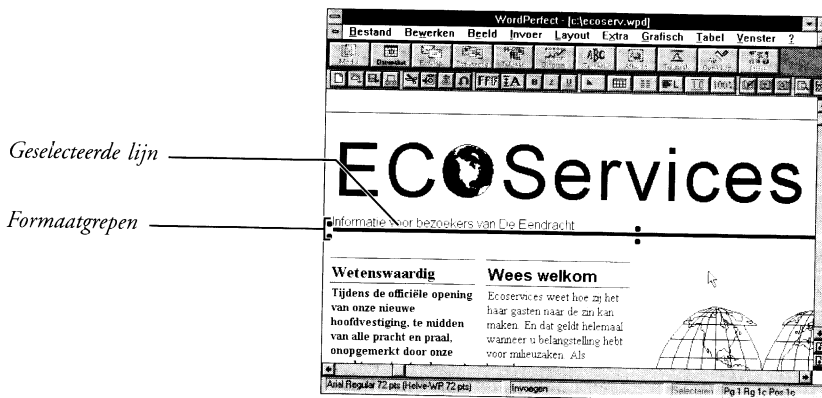 WordPerfect - [c:\ecoserv.wpd]
Bestand Bewerken Beeld Invoer Layout Extra Grafisch Tabel Venster ?
100%
Geselecteerde lijn
ECOServices
Formaatgrepen
Informatie voor bezoekers van De Eendracht
Wetenswaardig
Tijdens de officiële opening
van onze nieuwe
hoofdvestiging, te midden
van alle pracht en praal,
onopgemerkt door onze
Wees welkom
Ecoservices weet hoe zij het
haar gasten naar de zin kan
maken. En dat geldt helemaal
wanneer u belangstelling hebt
voor milieuzaken. Als
Arial Regular 72 pts (Helve-WP 72 pts) Invoegen Selecteren Pg 1 Rg 1c Pos 1c